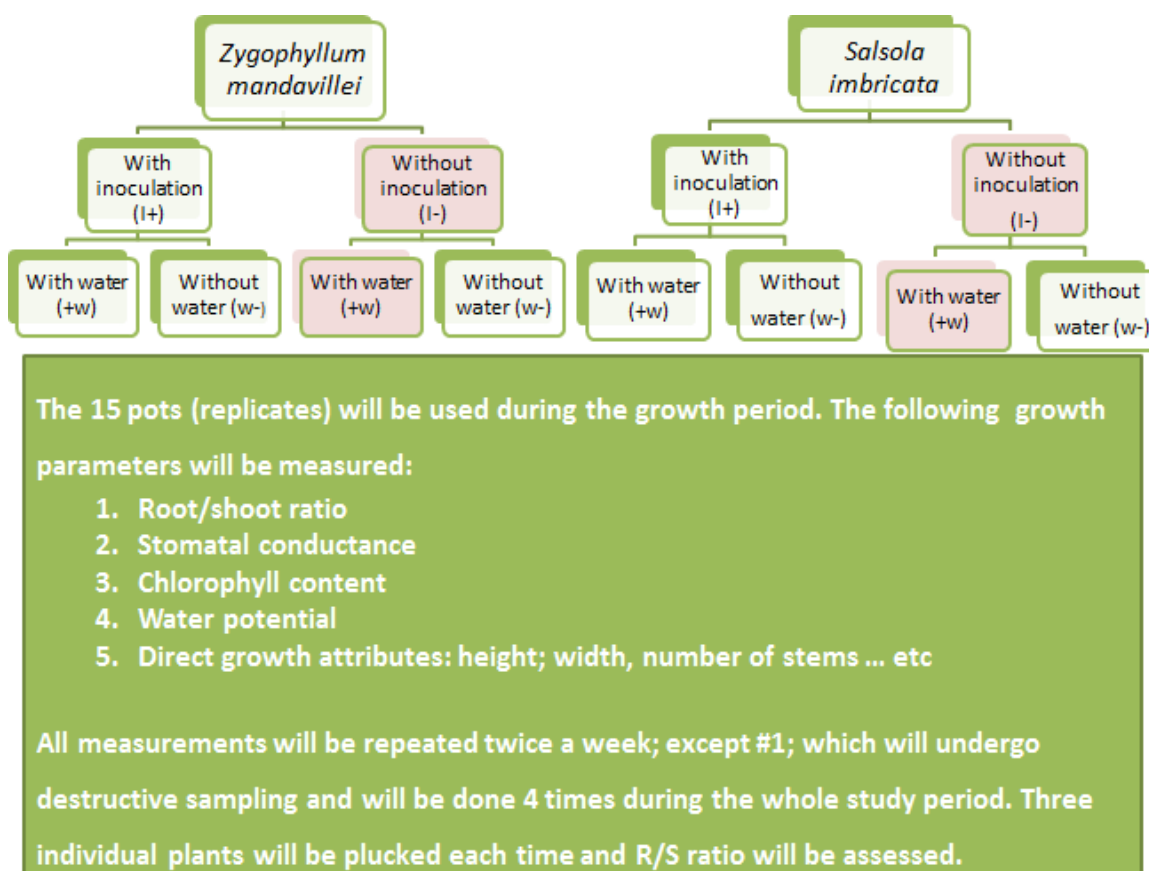 Zygophyllum
mandavillei
Salsola
imbricata
With
inoculation
(I+)
Without
inoculation
(I-)
With
inoculation
(I+)
Without
inoculation
(I-)
With water
(+w)
Without
water (w-)
With water
(+w)
Without
water (w-)
With water
(+w)
Without
water (w-)
With water
(+w)
Without
water (w-)
The 15 pots (replicates) will be used during the growth period. The following growth
parameters will be measured:
1. Root/shoot ratio
2. Stomatal conductance
3. Chlorophyll content
4. Water potential
5. Direct growth attributes: height; width, number of stems ... etc
All measurements will be repeated twice a week; except #1; which will undergo
destructive sampling and will be done 4 times during the whole study period. Three
individual plants will be plucked each time and R/S ratio will be assessed.